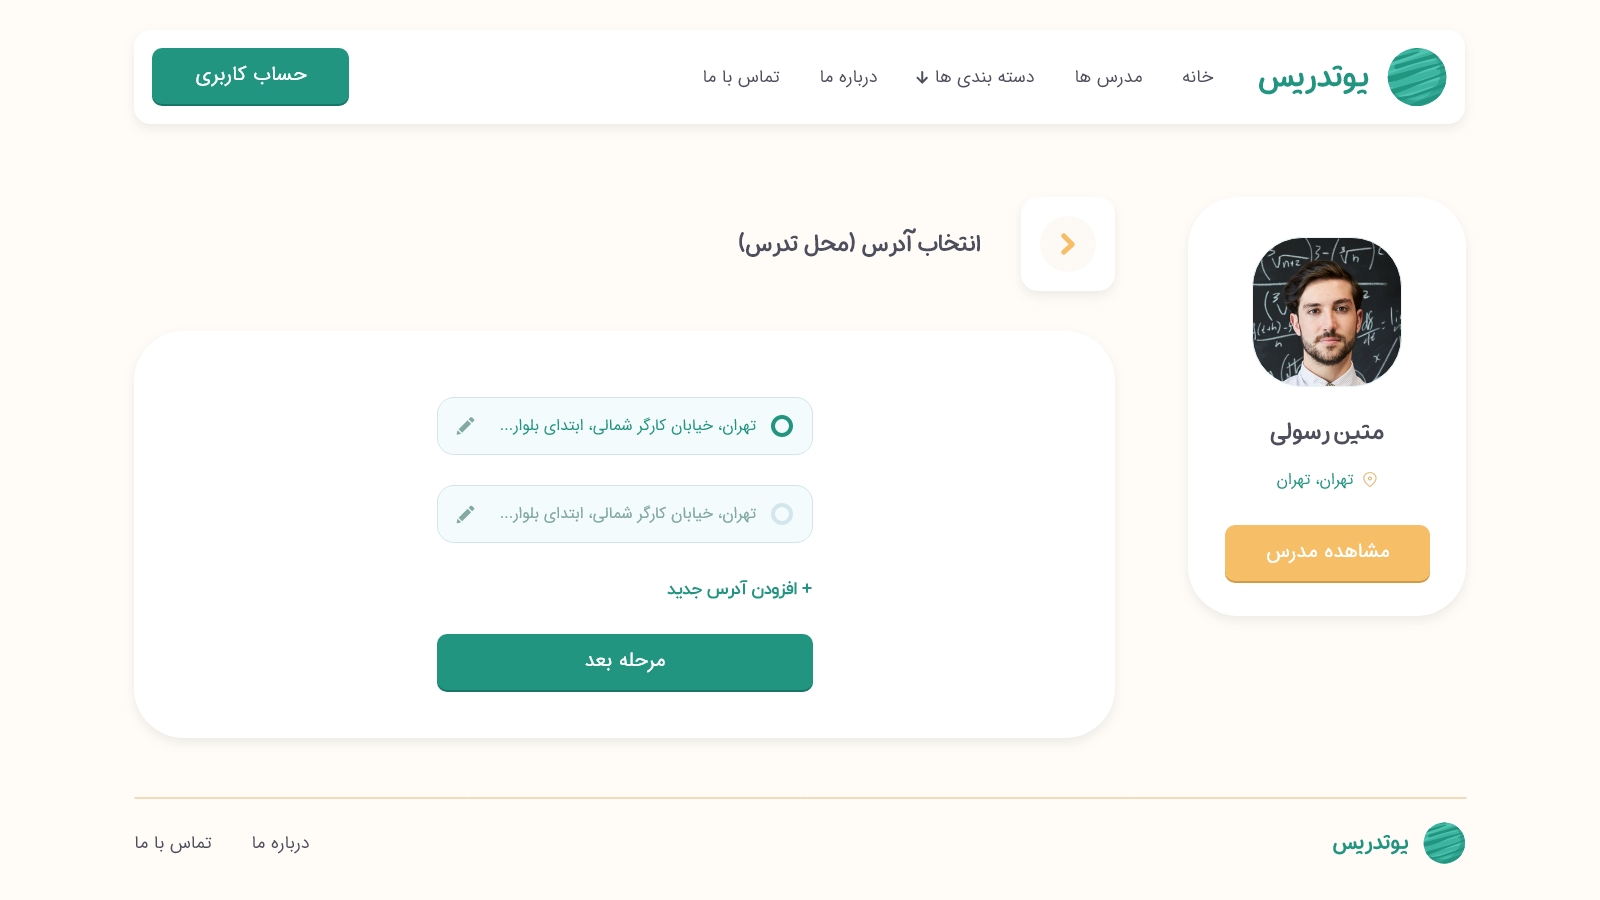 یوتدریس
خانه
مدرس ها
دسته بندی ها
درباره ما
تماس با ما
حساب کاربری
متین رسولی
تهران، تهران
مشاهده مدرس
انتخاب آدرس (محل تدرس)
تهران، خیابان کارگر شمالی، ابتدای بلوار...
تهران، خیابان کارگر شمالی، ابتدای بلوار...
+ افزودن آدرس جدید
مرحله بعد
یوتدریس
درباره ما
تماس با ما